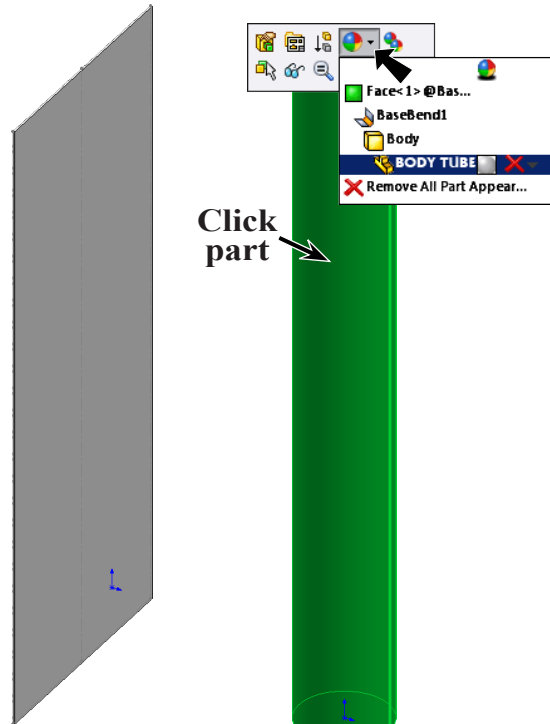 Face<1> @Bas...
BaseBend1
Body
BODY TUBE
Remove All Part Appear...
Click
part